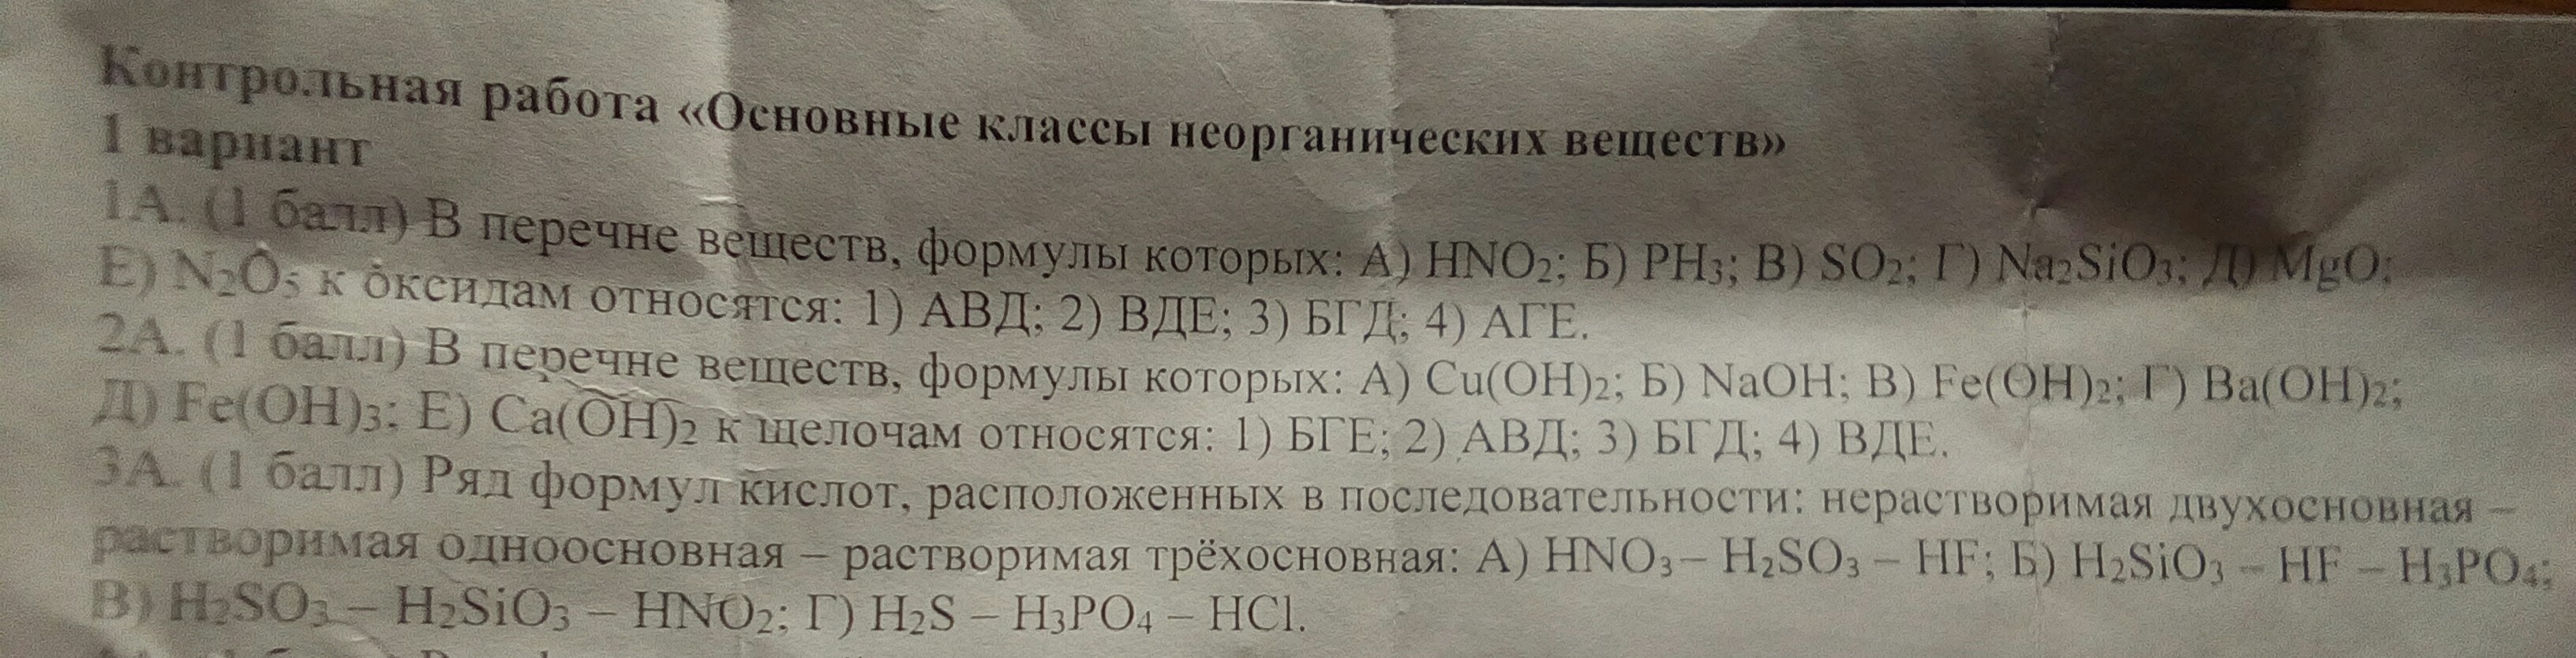 Контрольная работа «Основные классы неорганических веществ»
1 вариант
1А. (1 балл) В перечне веществ, формулы которых: А) HNO₂; Б) PH₃; В) SO₂; Г) Na₂SiO₃; Д) MgO;
Е) N₂O₅ к оксидам относятся: 1) АВД; 2) ВДЕ; 3) БГД; 4) АГЕ.
2А. (1 балл) В перечне веществ, формулы которых: А) Cu(OH)₂; Б) NaOH; В) Fe(OH)₂; Г) Ba(OH)₂;
Д) Fe(OH)₃; Е) Ca(OH)₂ к щелочам относятся: 1) БГЕ; 2) АВД; 3) БГД; 4) ВДЕ.
3А. (1 балл) Ряд формул кислот, расположенных в последовательности: нерастворимая двухосновная –
растворимая одноосновная – растворимая трёхосновная: А) HNO₃ – H₂SO₃ – HF; Б) H₂SiO₃ – HF – H₃PO₄;
В) H₂SO₃ – H₂SiO₃ – HNO₂; Г) H₂S – H₃PO₄ – HCl.